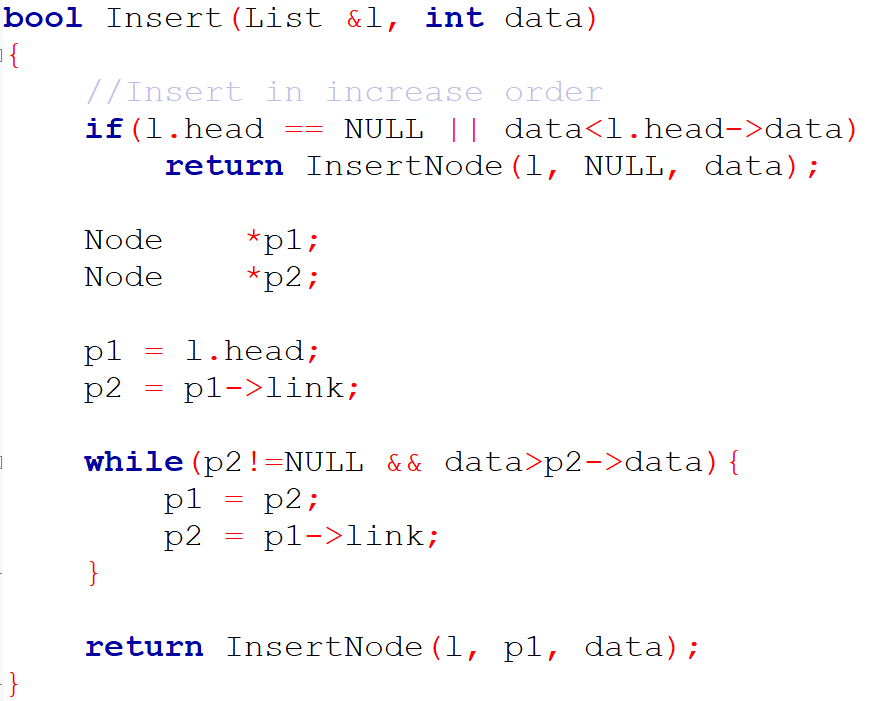 bool Insert(List &l, int data)
{
    //Insert in increase order
    if(l.head == NULL || data<l.head->data)
        return InsertNode(l, NULL, data);
    Node    *p1;
    Node    *p2;
    p1 = l.head;
    p2 = p1->link;
    while(p2!=NULL && data>p2->data){
        p1 = p2;
        p2 = p1->link;
    }
    return InsertNode(l, p1, data);
}